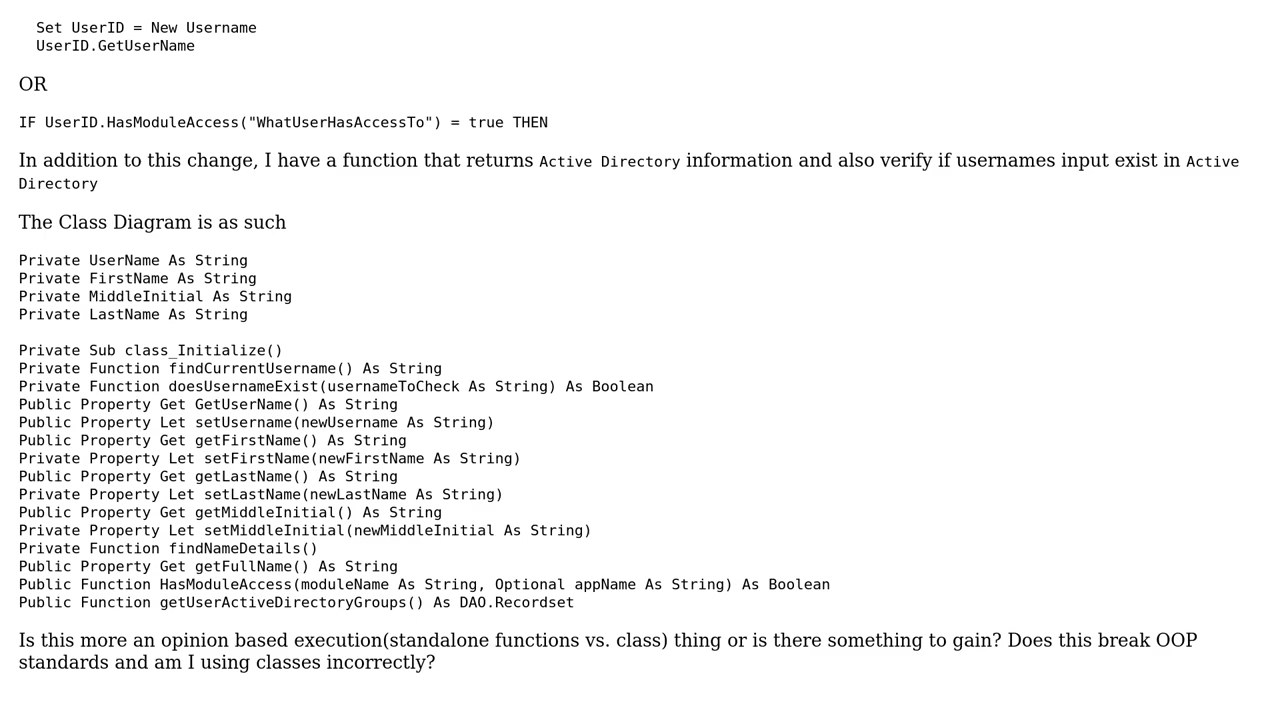 Set UserID = New Username
UserID.GetUserName
OR
IF UserID.HasModuleAccess("WhatUserHasAccessTo") = true THEN
In addition to this change, I have a function that returns Active Directory information and also verify if usernames input exist in Active
Directory
The Class Diagram is as such
Private UserName As String
Private FirstName As String
Private MiddleInitial As String
Private LastName As String
Private Sub class_Initialize()
Private Function findCurrentUsername() As String
Private Function doesUsernameExist(usernameToCheck As String) As Boolean
Public Property Get GetUserName() As String
Public Property Let setUsername(newUsername As String)
Public Property Get getFirstName() As String
Private Property Let setFirstName(newFirstName As String)
Public Property Get getLastName() As String
Private Property Let setLastName(newLastName As String)
Public Property Get getMiddleInitial() As String
Private Property Let setMiddleInitial(newMiddleInitial As String)
Private Function findNameDetails()
Public Property Get getFullName() As String
Public Function HasModuleAccess(moduleName As String, Optional appName As String) As Boolean
Public Function getUserActiveDirectoryGroups() As DAO.Recordset
Is this more an opinion based execution(standalone functions vs. class) thing or is there something to gain? Does this break OOP
standards and am I using classes incorrectly?